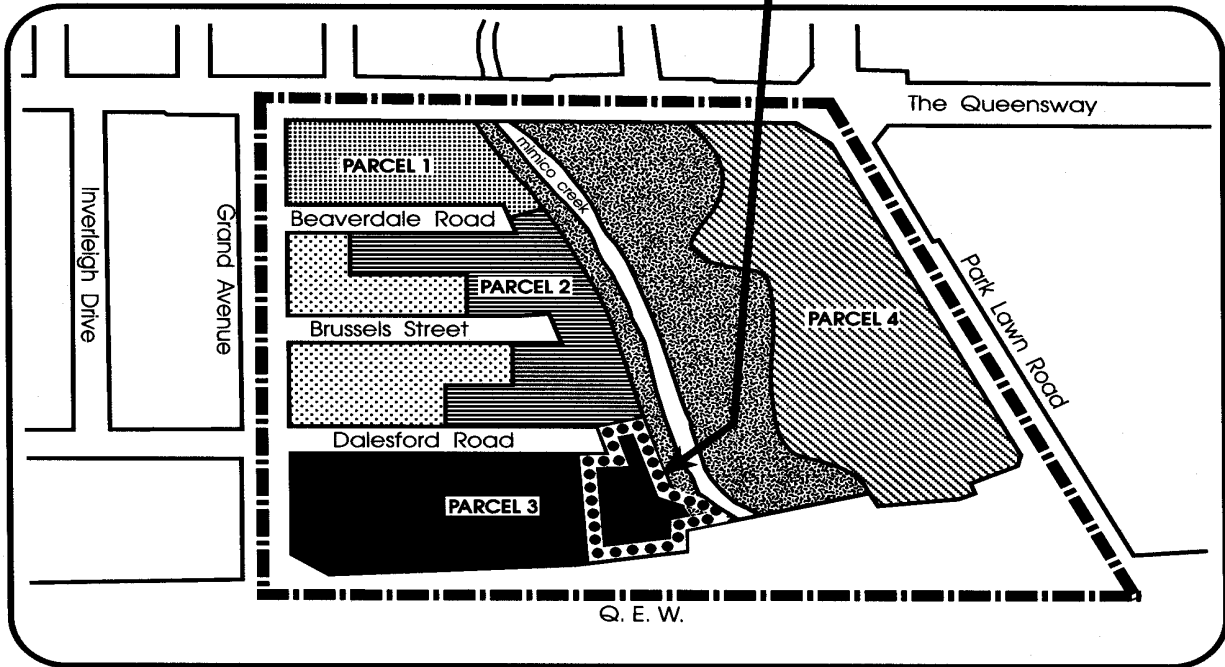 The Queensway
PARCEL 1
mimico creek
Beaverdale Road
Inverleigh Drive
Grand Avenue
PARCEL 2
Park Lawn Road
PARCEL 4
Brussels Street
Dalesford Road
PARCEL 3
Q. E. W.